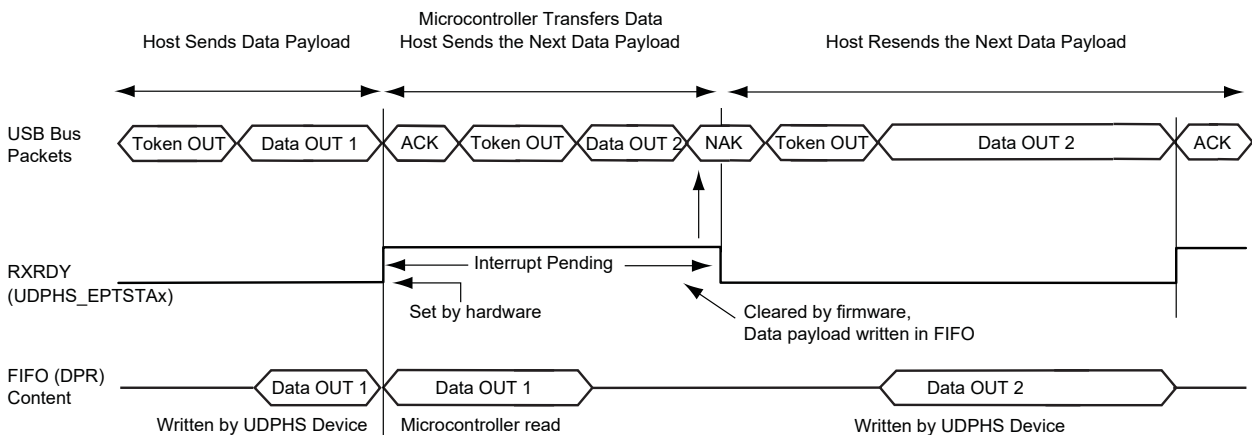 Microcontroller Transfers Data
Host Sends Data Payload
Host Sends the Next Data Payload
Host Resends the Next Data Payload
USB Bus
Packets
Token OUT
Data OUT 1
ACK
Token OUT
Data OUT 2
NAK
Token OUT
Data OUT 2
ACK
RXRDY
(UDPHS_EPTSTAx)
Interrupt Pending
Set by hardware
Cleared by firmware,
Data payload written in FIFO
FIFO (DPR)
Content
Data OUT 1
Data OUT 1
Data OUT 2
Written by UDPHS Device
Microcontroller read
Written by UDPHS Device